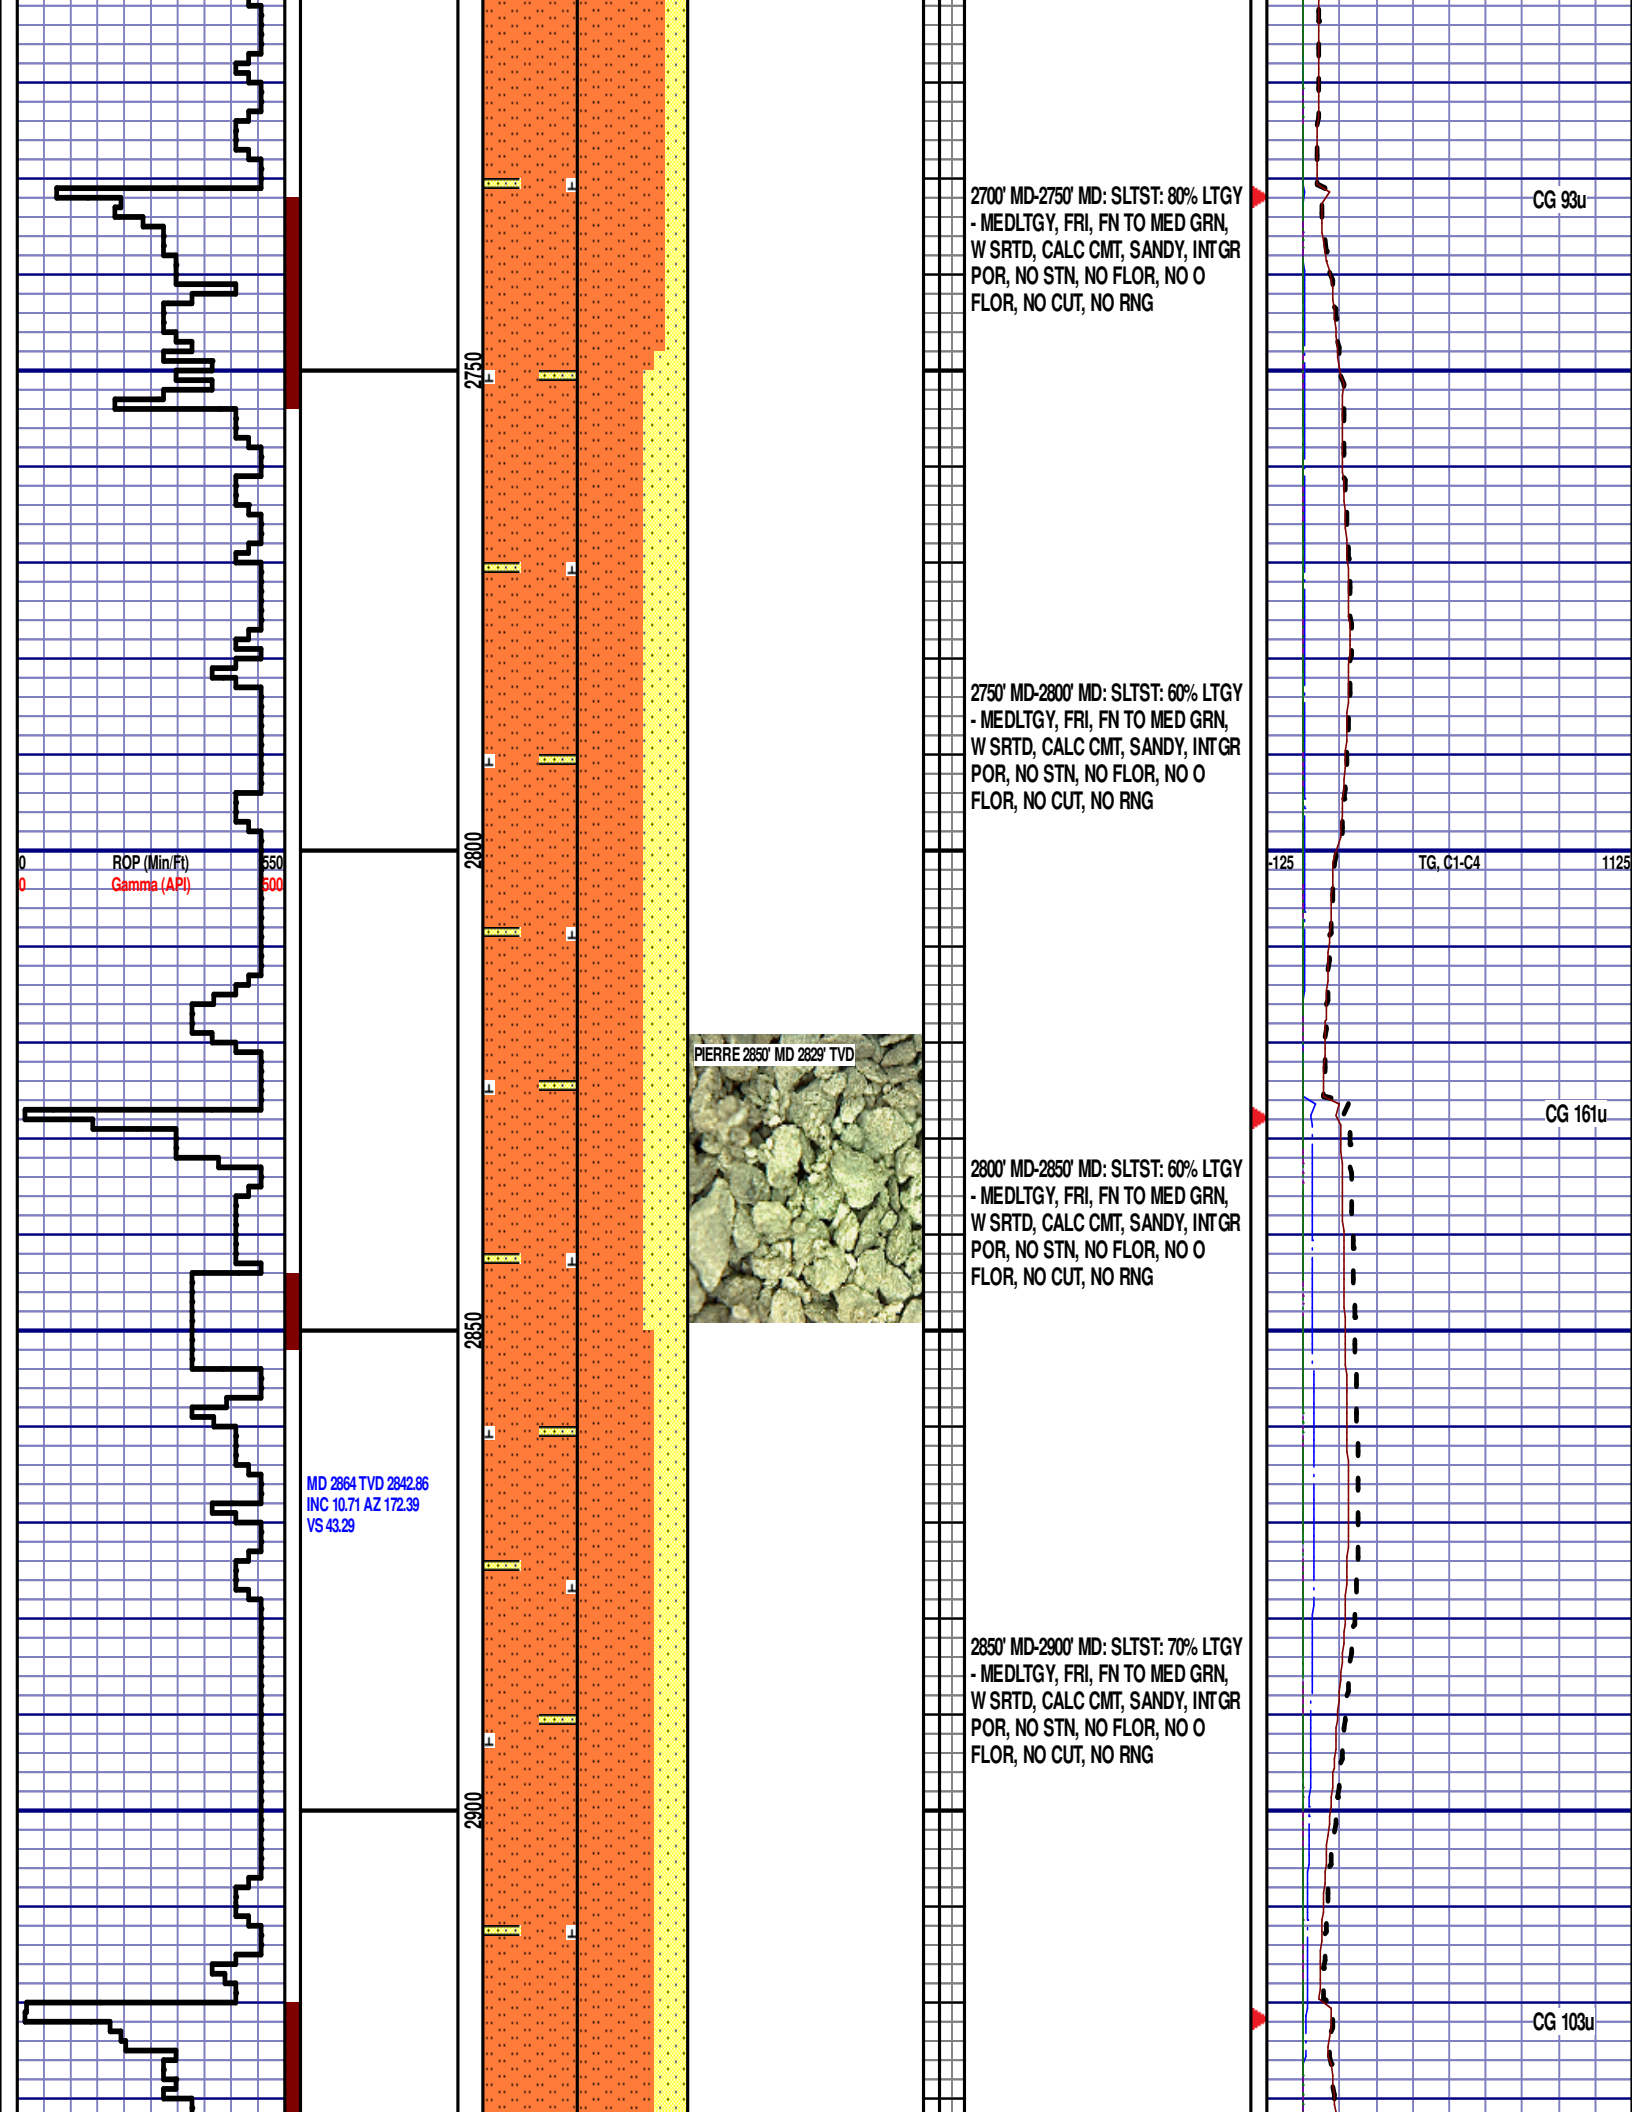 2700' MD-2750' MD: SLTST: 80% LTGY
- MEDLTGY, FRI, FN TO MED GRN,
W SRTD, CALC CMT, SANDY, INTGR
POR, NO STN, NO FLOR, NO O
FLOR, NO CUT, NO RNG
CG 93u
2750
2750' MD-2800' MD: SLTST: 60% LTGY
- MEDLTGY, FRI, FN TO MED GRN,
W SRTD, CALC CMT, SANDY, INTGR
POR, NO STN, NO FLOR, NO O
FLOR, NO CUT, NO RNG
2800
0 ROP (Min/Ft) 550
0 Gamma (API) 500
-125 TG, C1-C4 1125
PIERRE 2850' MD 2829' TVD
CG 161u
2800' MD-2850' MD: SLTST: 60% LTGY
- MEDLTGY, FRI, FN TO MED GRN,
W SRTD, CALC CMT, SANDY, INTGR
POR, NO STN, NO FLOR, NO O
FLOR, NO CUT, NO RNG
2850
MD 2864 TVD 2842.86
INC 10.71 AZ 172.39
VS 43.29
2850' MD-2900' MD: SLTST: 70% LTGY
- MEDLTGY, FRI, FN TO MED GRN,
W SRTD, CALC CMT, SANDY, INTGR
POR, NO STN, NO FLOR, NO O
FLOR, NO CUT, NO RNG
2900
CG 103u